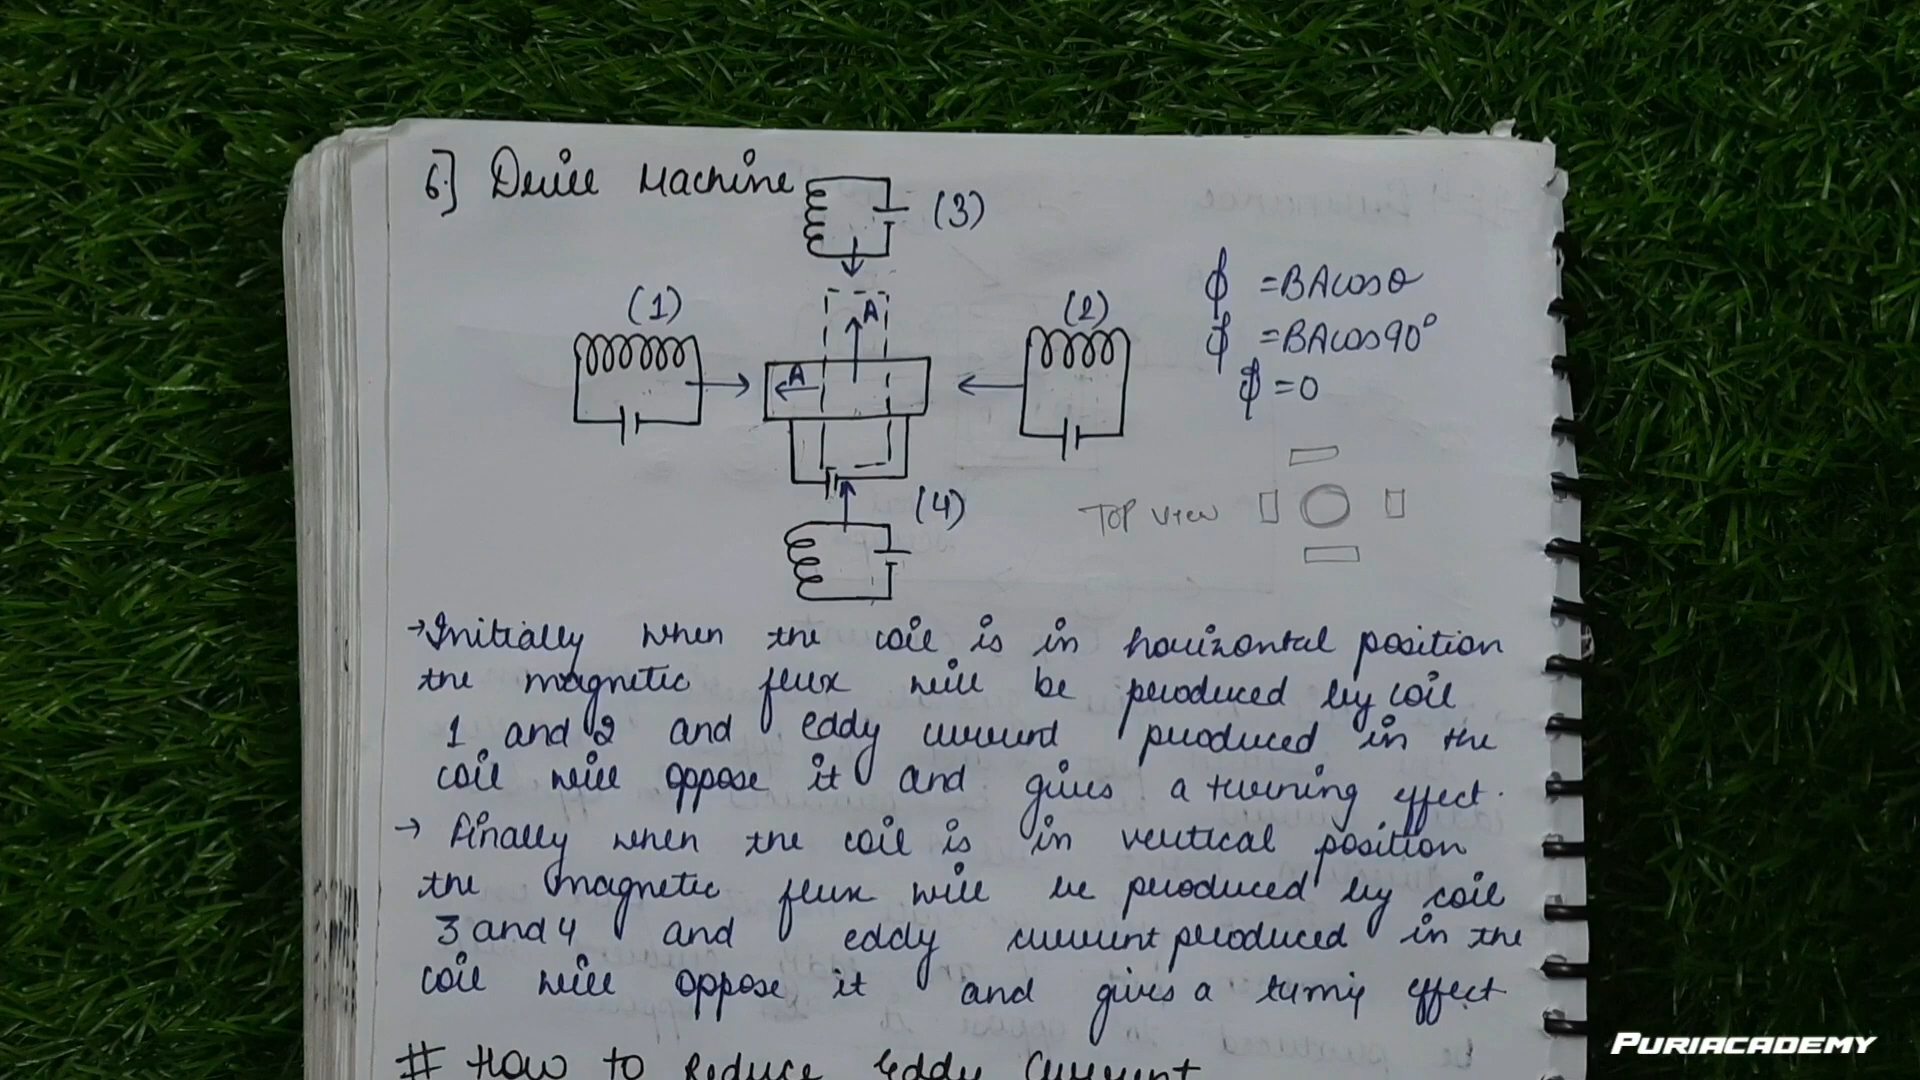 6.] Drill Machine
(3)
(1)
(2)
A
A
(4)
ϕ = BAcosθ
ϕ = BAcos90°
ϕ = 0
TOP View
→ Initially when the coil is in horizontal position
the magnetic flux will be produced by coil
1 and 2 and eddy current produced in the
coil will oppose it and gives a turning effect.
→ Finally when the coil is in vertical position
the magnetic flux will be produced by coil
3 and 4 and eddy current produced in the
coil will oppose it and gives a turnig effect
# How to Reduce Eddy Current
PURIACADEMY